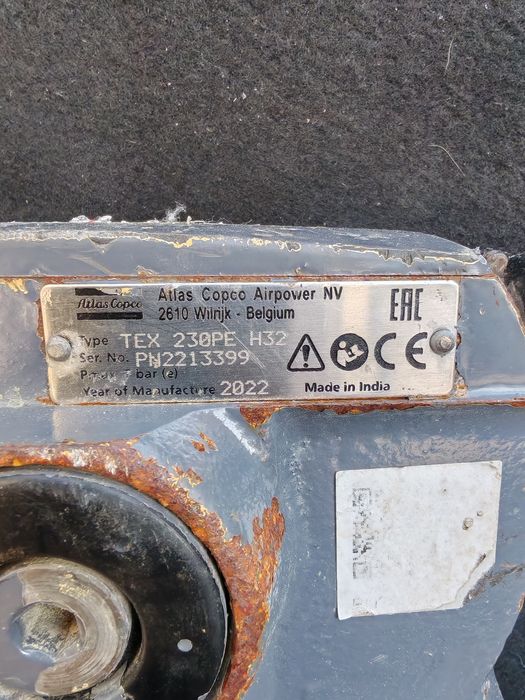 Atlas Copco
Atlas Copco Airpower NV
2610 Wilrijk - Belgium
EAC
Type TEX 230PE H32
Ser. No. PN2213399
bar (e)
Year of Manufacture 2022
CE
Made in India